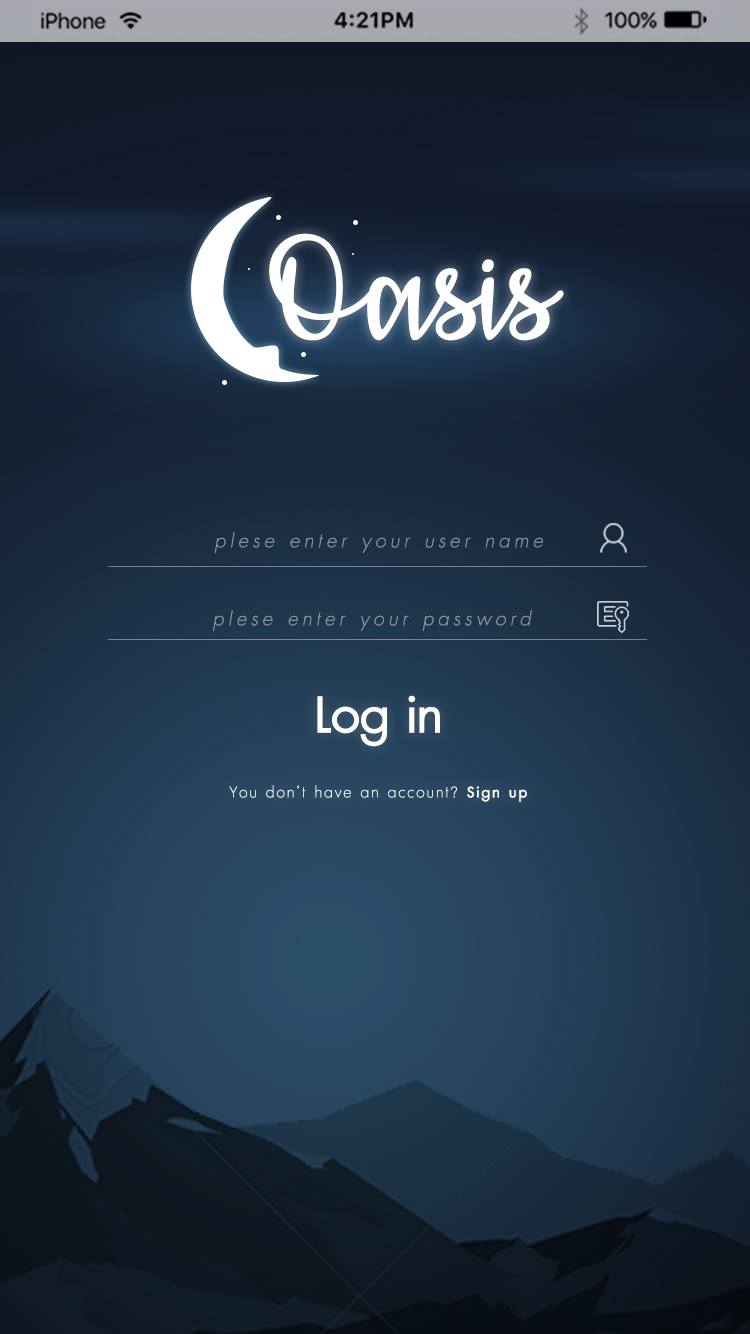 iPhone 4:21PM 100%
Oasis
plese enter your user name
plese enter your password
Log in
You don't have an account? Sign up